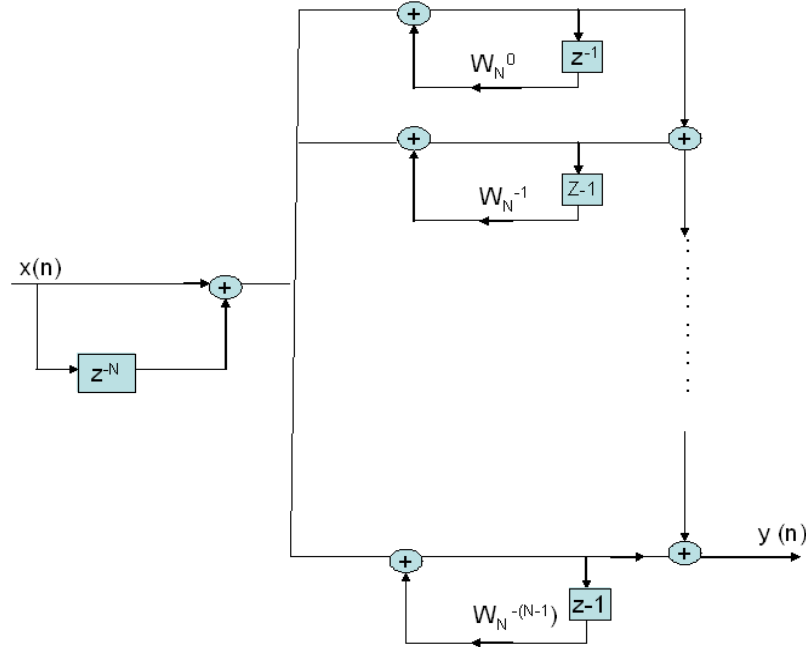 +
W_N^0
z⁻¹
+
+
W_N^-1
Z-1
x(n)
+
z^-N
⋮
+
+
y (n)
W_N^-(N-1)
z-1